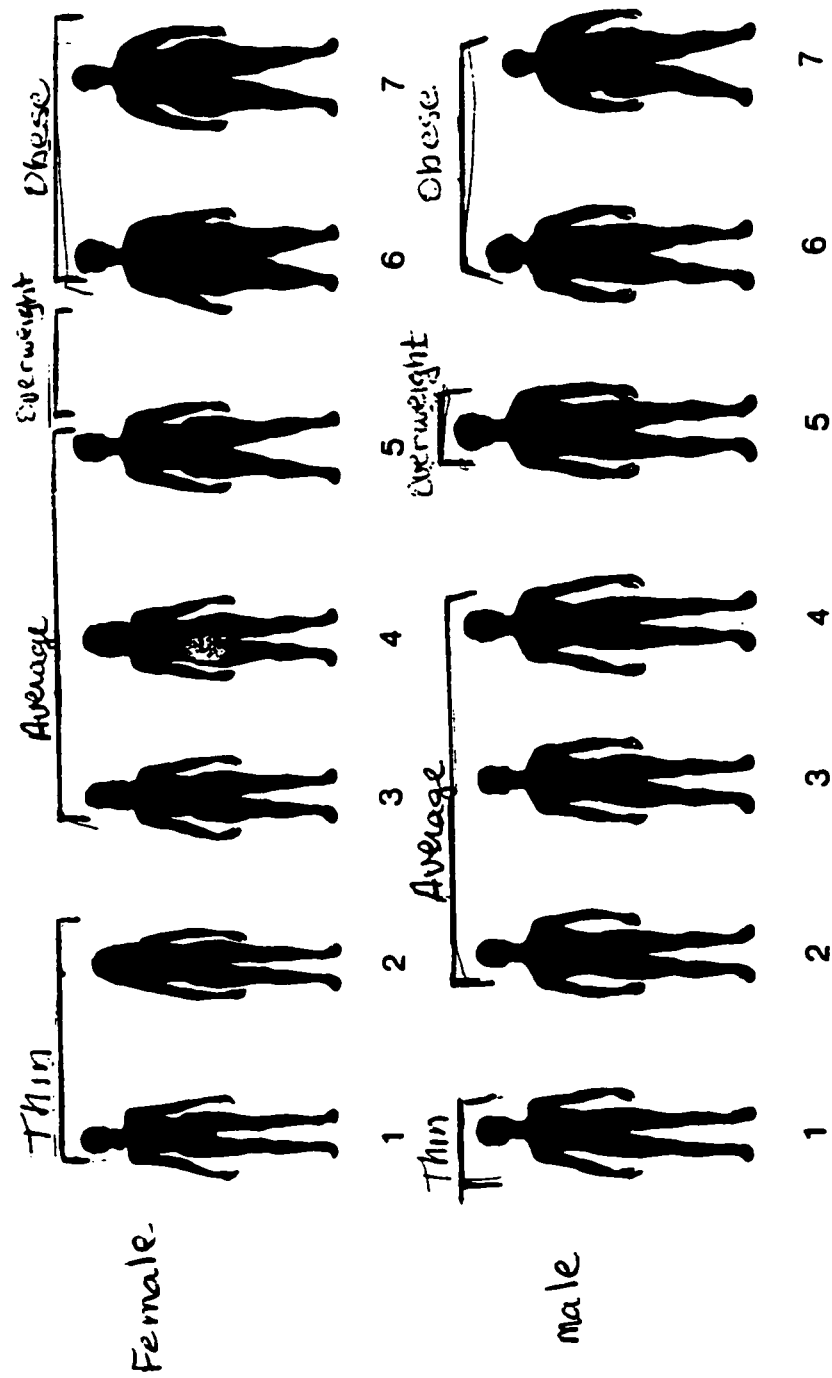 Female
Thin
Average
Overweight
Obese
1 2 3 4 5 6 7
male
Thin
Average
Overweight
Obese
1 2 3 4 5 6 7